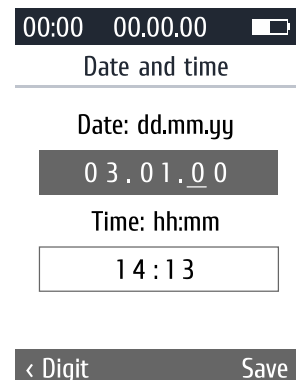 00:00 00.00.00
Date and time
Date: dd.mm.yy
03.01.00
Time: hh:mm
14:13
< Digit Save